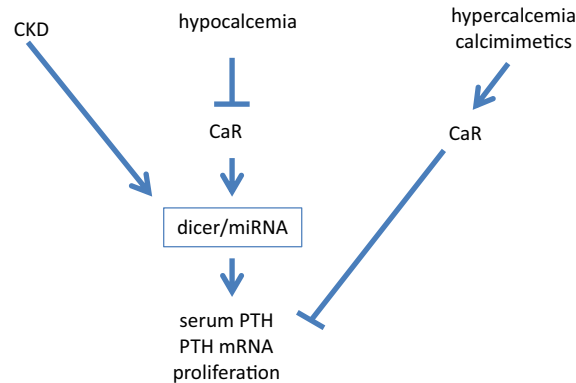 CKD
hypocalcemia
hypercalcemia
calcimimetics
CaR
CaR
dicer/miRNA
serum PTH
PTH mRNA
proliferation